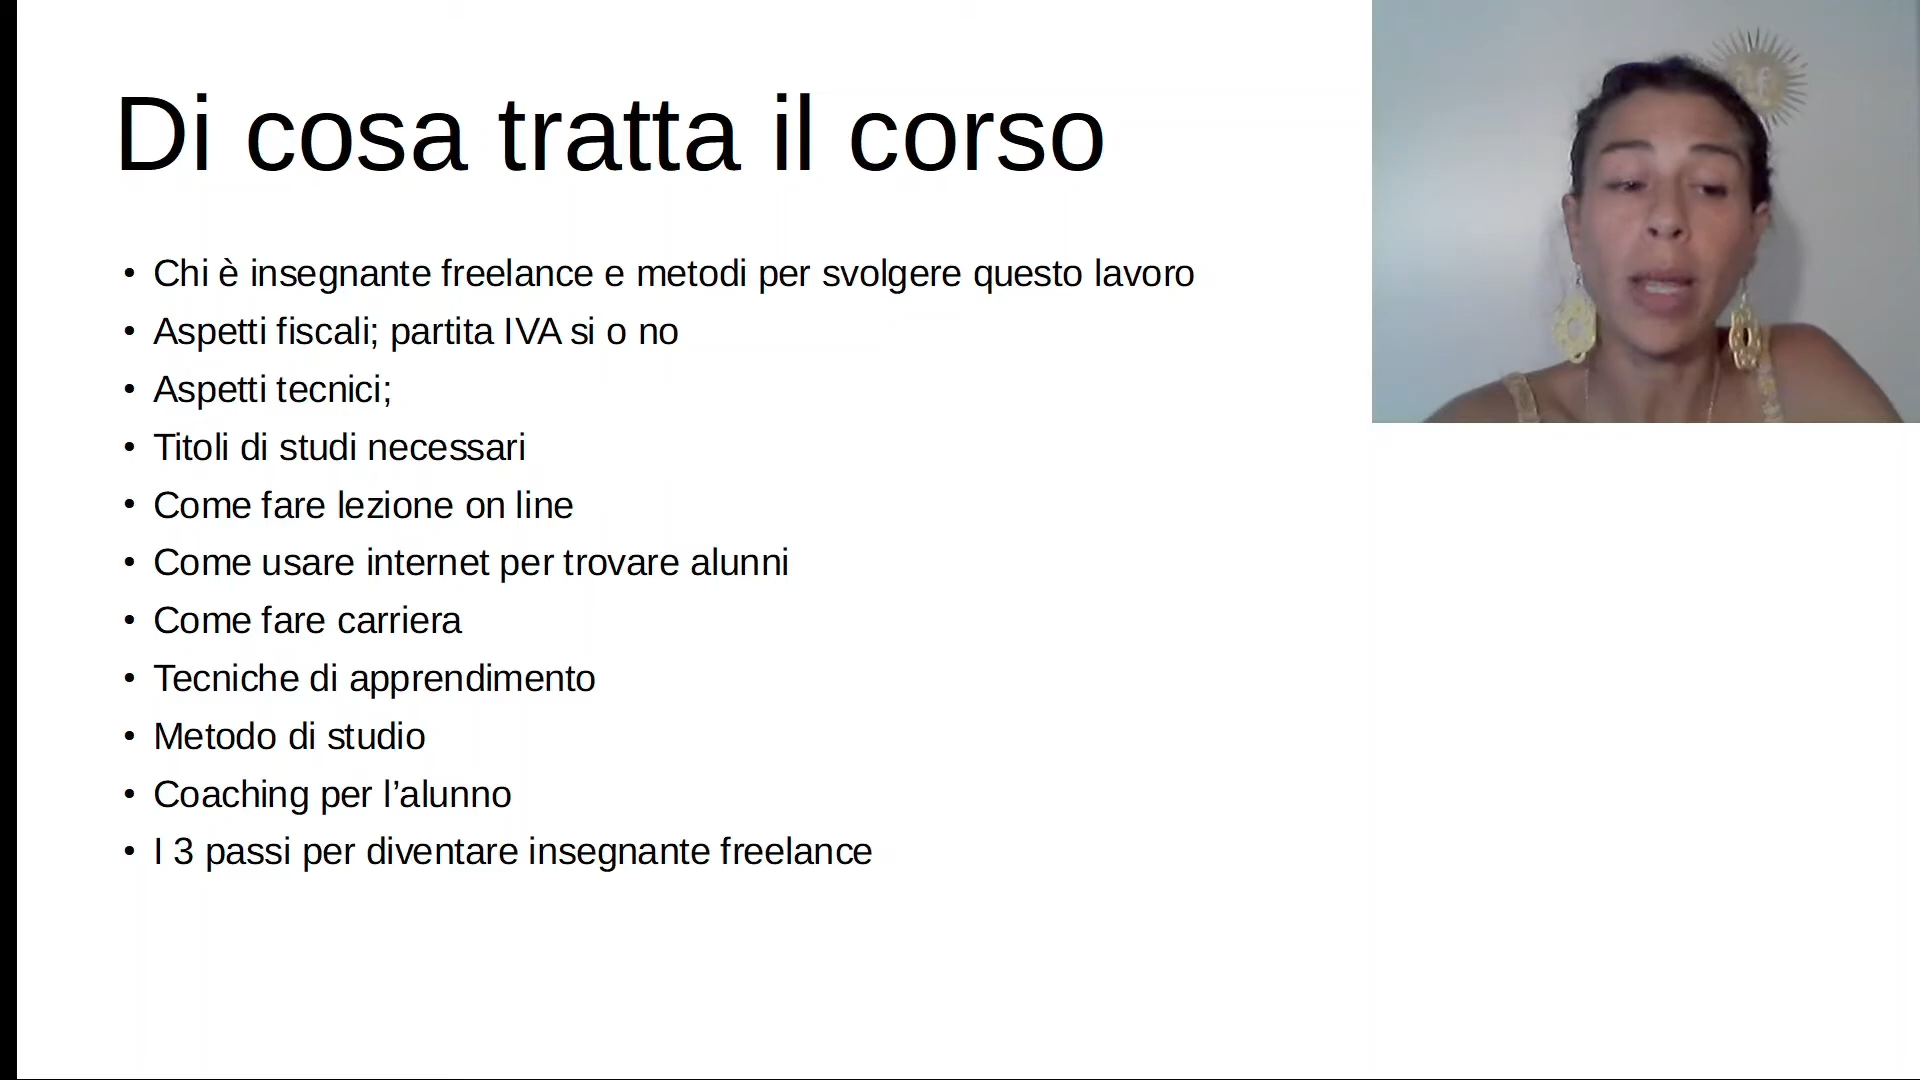 Di cosa tratta il corso
• Chi è insegnante freelance e metodi per svolgere questo lavoro
• Aspetti fiscali; partita IVA si o no
• Aspetti tecnici;
• Titoli di studi necessari
• Come fare lezione on line
• Come usare internet per trovare alunni
• Come fare carriera
• Tecniche di apprendimento
• Metodo di studio
• Coaching per l’alunno
• I 3 passi per diventare insegnante freelance